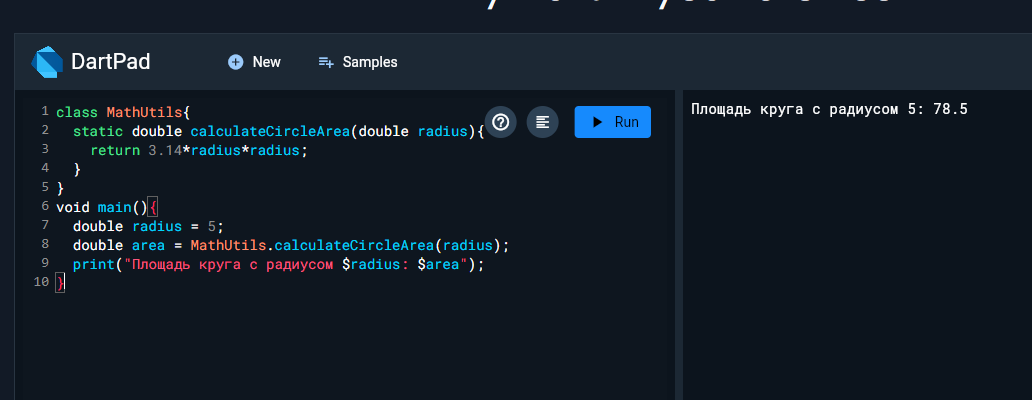 DartPad
New
Samples
Run
1 class MathUtils{
2 static double calculateCircleArea(double radius){
3 return 3.14*radius*radius;
4 }
5 }
6 void main(){
7 double radius = 5;
8 double area = MathUtils.calculateCircleArea(radius);
9 print("Площадь круга с радиусом $radius: $area");
10 }
Площадь круга с радиусом 5: 78.5